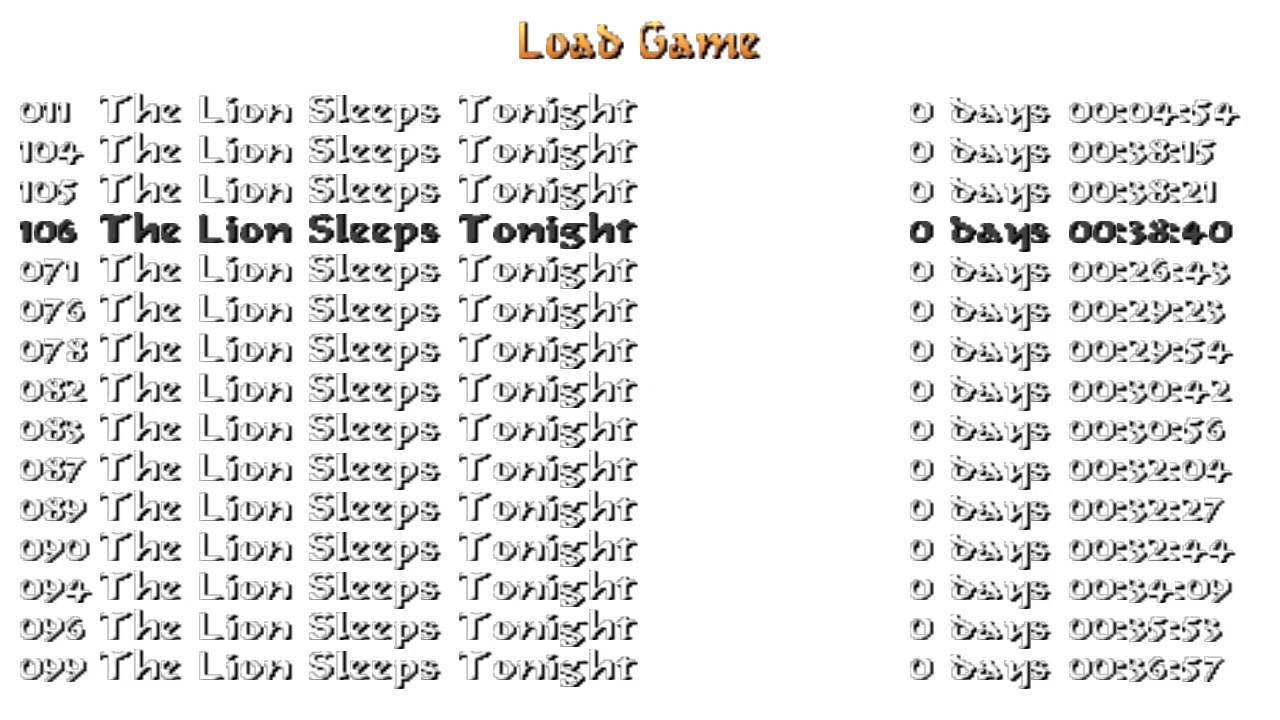 Load Game
011 The Lion Sleeps Tonight 0 days 00:04:54
104 The Lion Sleeps Tonight 0 days 00:38:15
105 The Lion Sleeps Tonight 0 days 00:38:21
106 The Lion Sleeps Tonight 0 days 00:38:40
071 The Lion Sleeps Tonight 0 days 00:26:43
076 The Lion Sleeps Tonight 0 days 00:29:23
078 The Lion Sleeps Tonight 0 days 00:29:54
082 The Lion Sleeps Tonight 0 days 00:30:42
083 The Lion Sleeps Tonight 0 days 00:30:56
087 The Lion Sleeps Tonight 0 days 00:32:04
089 The Lion Sleeps Tonight 0 days 00:32:27
090 The Lion Sleeps Tonight 0 days 00:32:44
094 The Lion Sleeps Tonight 0 days 00:34:09
096 The Lion Sleeps Tonight 0 days 00:35:53
099 The Lion Sleeps Tonight 0 days 00:36:57